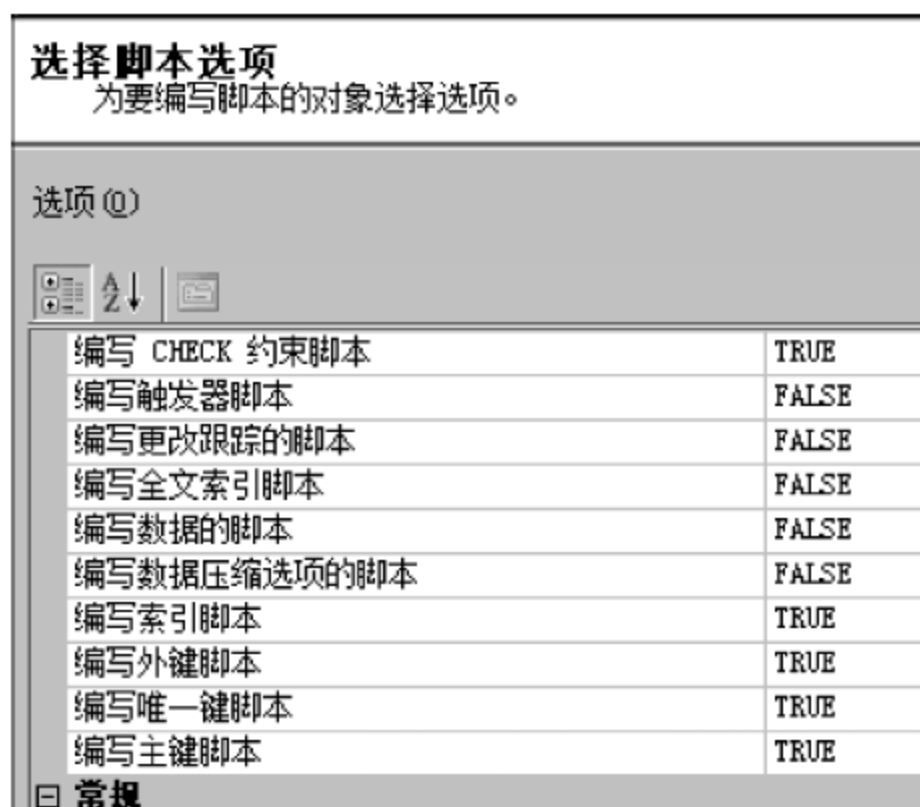 选择脚本选项
为要编写脚本的对象选择选项。
选项(O)
编写 CHECK 约束脚本 TRUE
编写触发器脚本 FALSE
编写更改跟踪的脚本 FALSE
编写全文索引脚本 FALSE
编写数据的脚本 FALSE
编写数据压缩选项的脚本 FALSE
编写索引脚本 TRUE
编写外键脚本 TRUE
编写唯一键脚本 TRUE
编写主键脚本 TRUE
常规